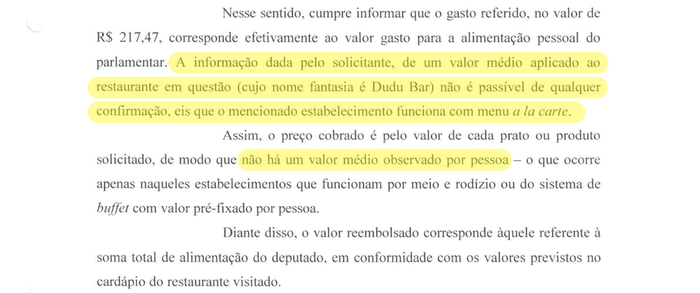 Nesse sentido, cumpre informar que o gasto referido, no valor de
R$ 217,47, corresponde efetivamente ao valor gasto para a alimentação pessoal do
parlamentar. A informação dada pelo solicitante, de um valor médio aplicado ao
restaurante em questão (cujo nome fantasia é Dudu Bar) não é passível de qualquer
confirmação, eis que o mencionado estabelecimento funciona com menu a la carte.
Assim, o preço cobrado é pelo valor de cada prato ou produto
solicitado, de modo que não há um valor médio observado por pessoa – o que ocorre
apenas naqueles estabelecimentos que funcionam por meio e rodízio ou do sistema de
buffet com valor pré-fixado por pessoa.
Diante disso, o valor reembolsado corresponde àquele referente à
soma total de alimentação do deputado, em conformidade com os valores previstos no
cardápio do restaurante visitado.